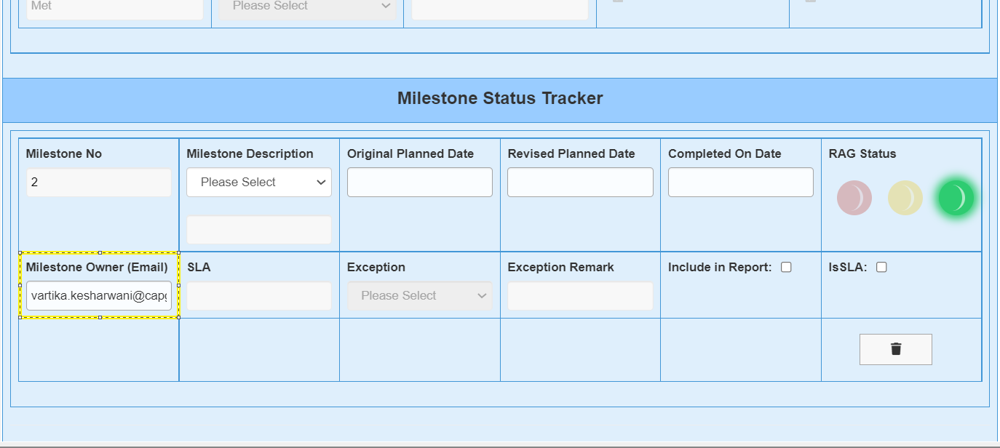 Met
Please Select
Milestone Status Tracker
Milestone No
Milestone Description
Original Planned Date
Revised Planned Date
Completed On Date
RAG Status
2
Please Select
Milestone Owner (Email)
SLA
Exception
Exception Remark
Include in Report:
IsSLA:
vartika.kesharwani@cap
Please Select